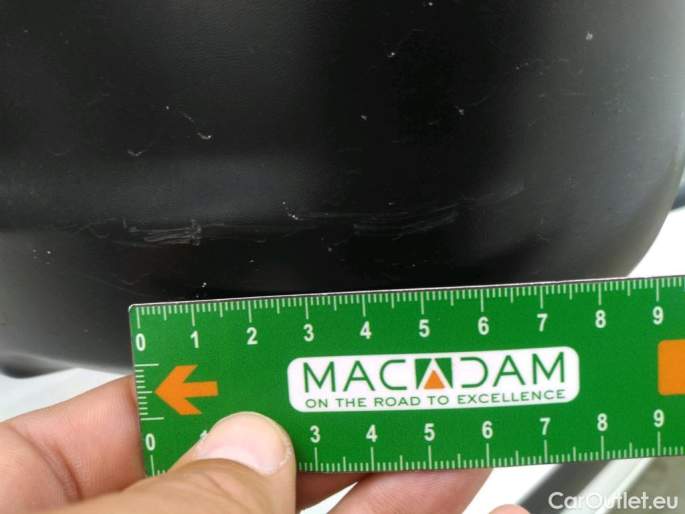 0 1 2 3 4 5 6 7 8 9
MACADAM
ON THE ROAD TO EXCELLENCE
0 1 3 4 5 6 7 8 9
CarOutlet.eu